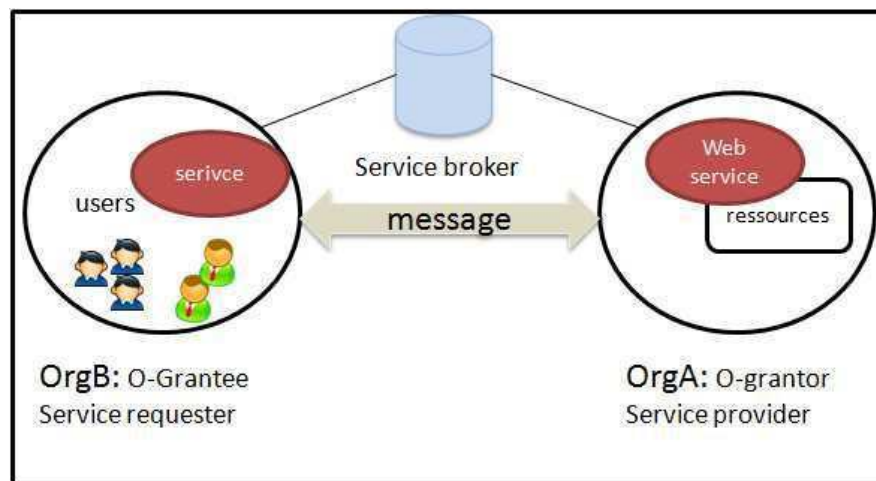 serivce
users
Service broker
message
Web
service
ressources
OrgB: O-Grantee
Service requester
OrgA: O-grantor
Service provider